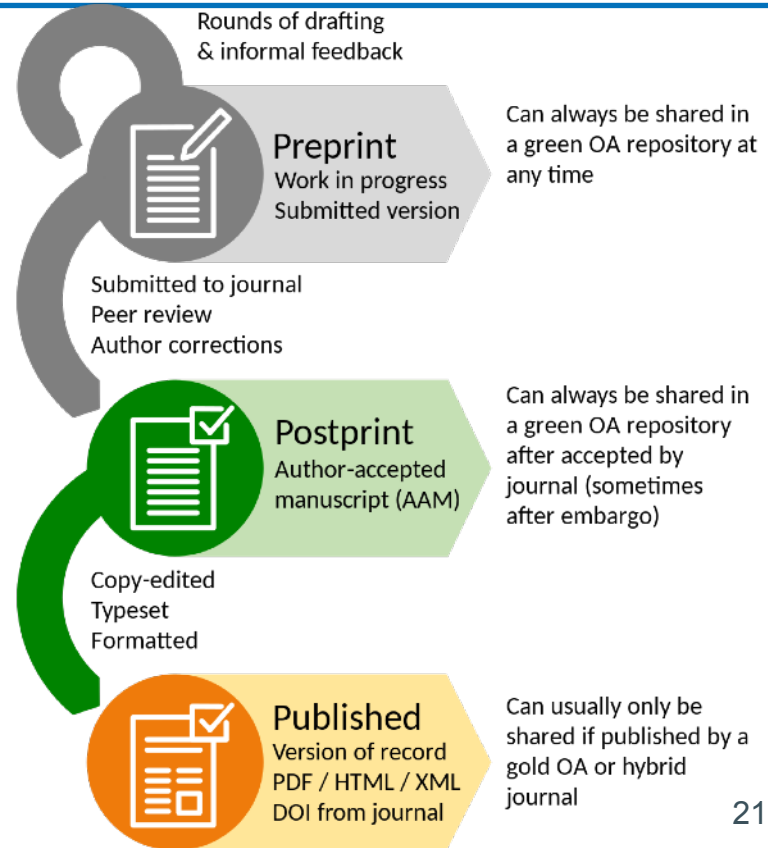 Rounds of drafting
& informal feedback
Preprint
Work in progress
Submitted version
Can always be shared in
a green OA repository at
any time
Submitted to journal
Peer review
Author corrections
Postprint
Author-accepted
manuscript (AAM)
Can always be shared in
a green OA repository
after accepted by
journal (sometimes
after embargo)
Copy-edited
Typeset
Formatted
Published
Version of record
PDF / HTML / XML
DOI from journal
Can usually only be
shared if published by a
gold OA or hybrid
journal
21